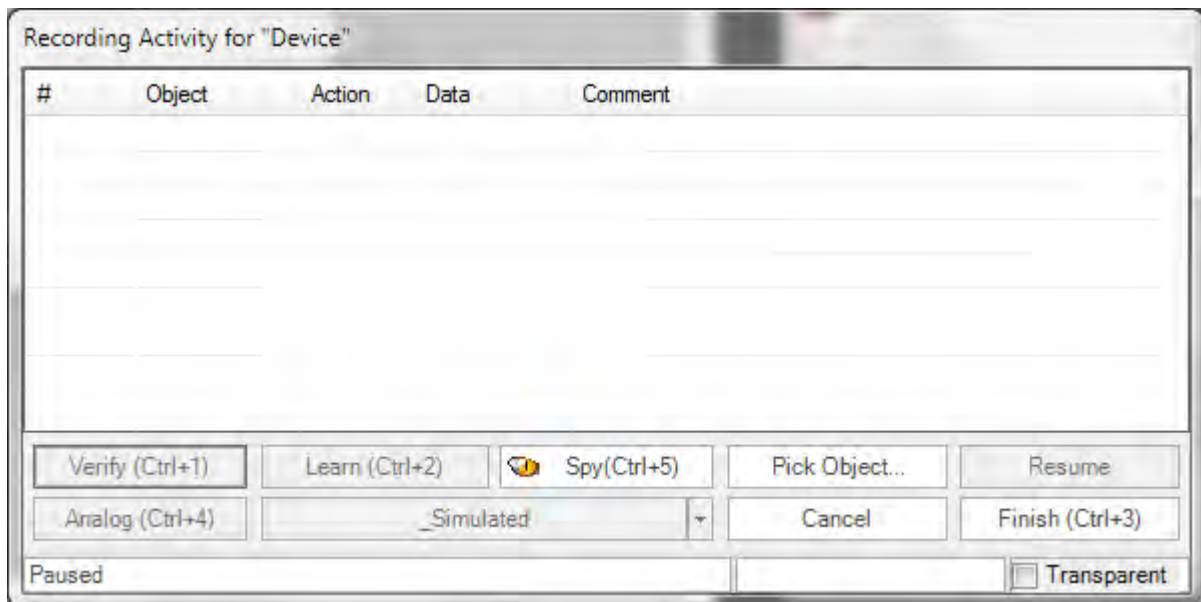 Recording Activity for "Device"
# Object Action Data Comment
Verify (Ctrl+1) Learn (Ctrl+2) Spy(Ctrl+5) Pick Object... Resume
Analog (Ctrl+4) _Simulated Cancel Finish (Ctrl+3)
Paused Transparent